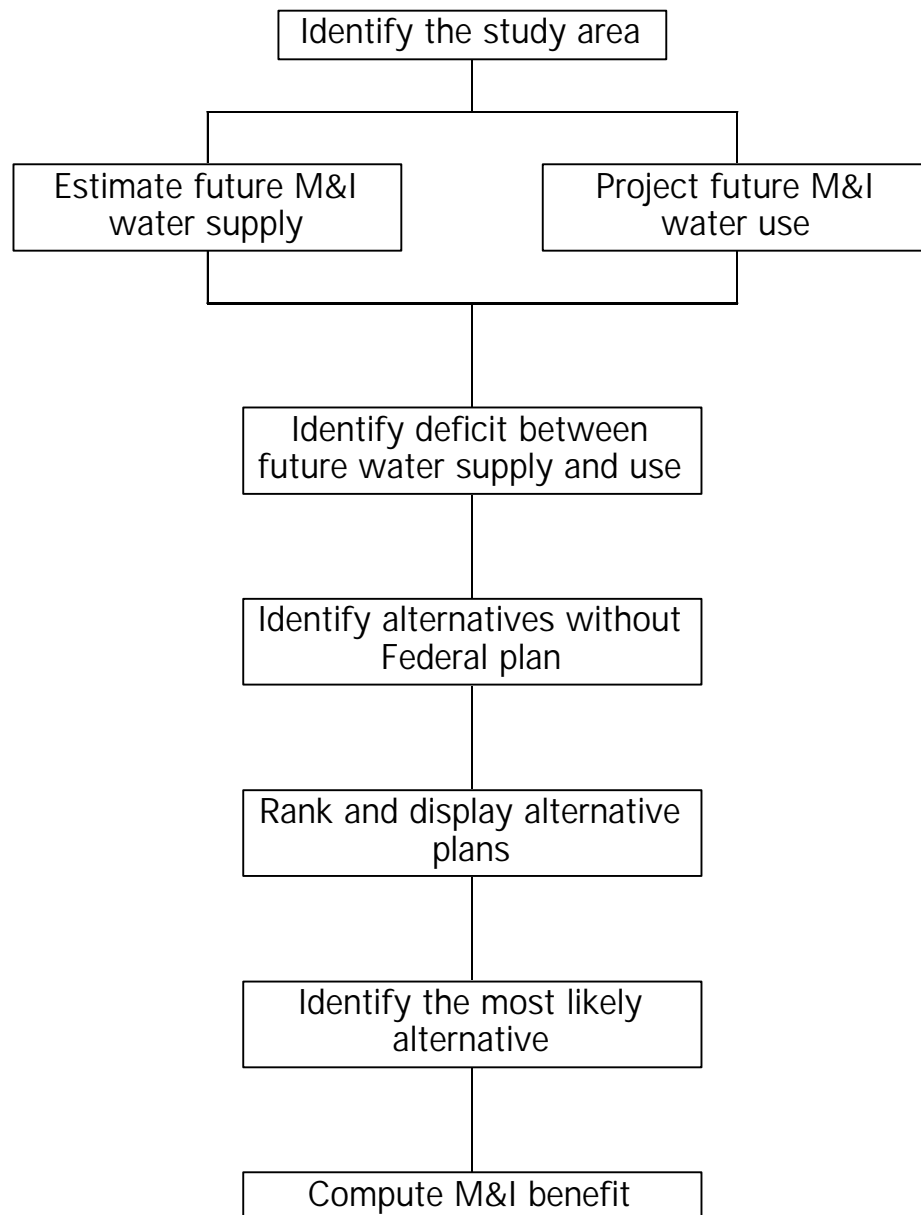 Identify the study area
Estimate future M&I
water supply
Project future M&I
water use
Identify deficit between
future water supply and use
Identify alternatives without
Federal plan
Rank and display alternative
plans
Identify the most likely
alternative
Compute M&I benefit